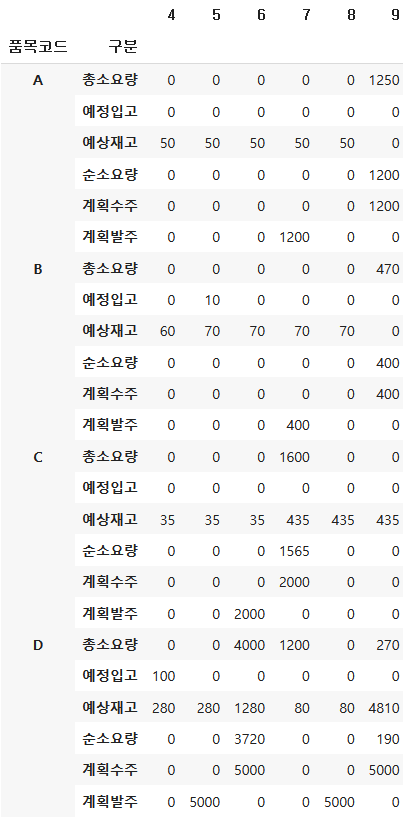 4 5 6 7 8 9
품목코드 구분
A 총소요량 0 0 0 0 0 1250
예정입고 0 0 0 0 0 0
예상재고 50 50 50 50 50 0
순소요량 0 0 0 0 0 1200
계획수주 0 0 0 0 0 1200
계획발주 0 0 0 1200 0 0
B 총소요량 0 0 0 0 0 470
예정입고 0 10 0 0 0 0
예상재고 60 70 70 70 70 0
순소요량 0 0 0 0 0 400
계획수주 0 0 0 0 0 400
계획발주 0 0 0 400 0 0
C 총소요량 0 0 0 1600 0 0
예정입고 0 0 0 0 0 0
예상재고 35 35 35 435 435 435
순소요량 0 0 0 1565 0 0
계획수주 0 0 0 2000 0 0
계획발주 0 0 2000 0 0 0
D 총소요량 0 0 4000 1200 0 270
예정입고 100 0 0 0 0 0
예상재고 280 280 1280 80 80 4810
순소요량 0 0 3720 0 0 190
계획수주 0 0 5000 0 0 5000
계획발주 0 5000 0 0 5000 0